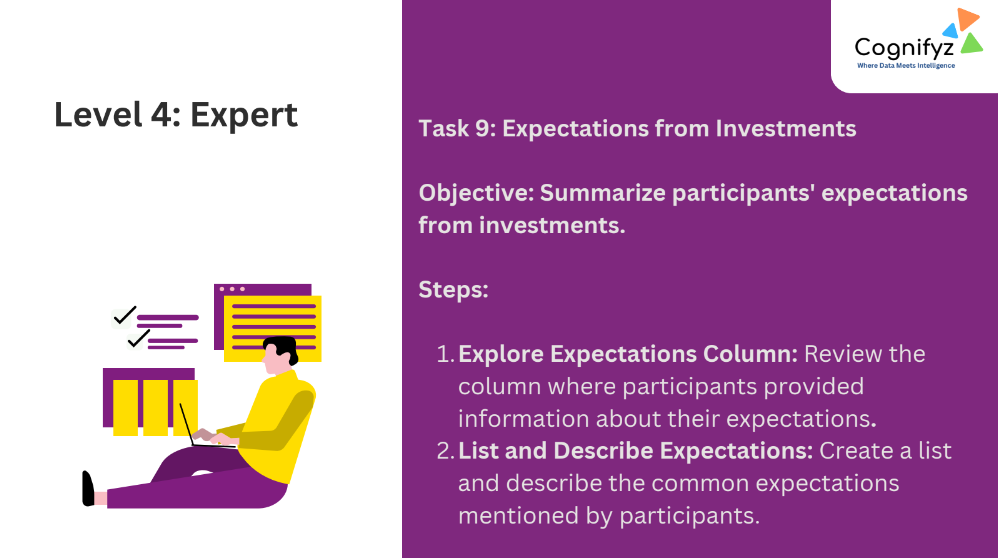 Cognifyz
Where Data Meets Intelligence
Level 4: Expert
Task 9: Expectations from Investments
Objective: Summarize participants' expectations
from investments.
Steps:
1. Explore Expectations Column: Review the
column where participants provided
information about their expectations.
2. List and Describe Expectations: Create a list
and describe the common expectations
mentioned by participants.